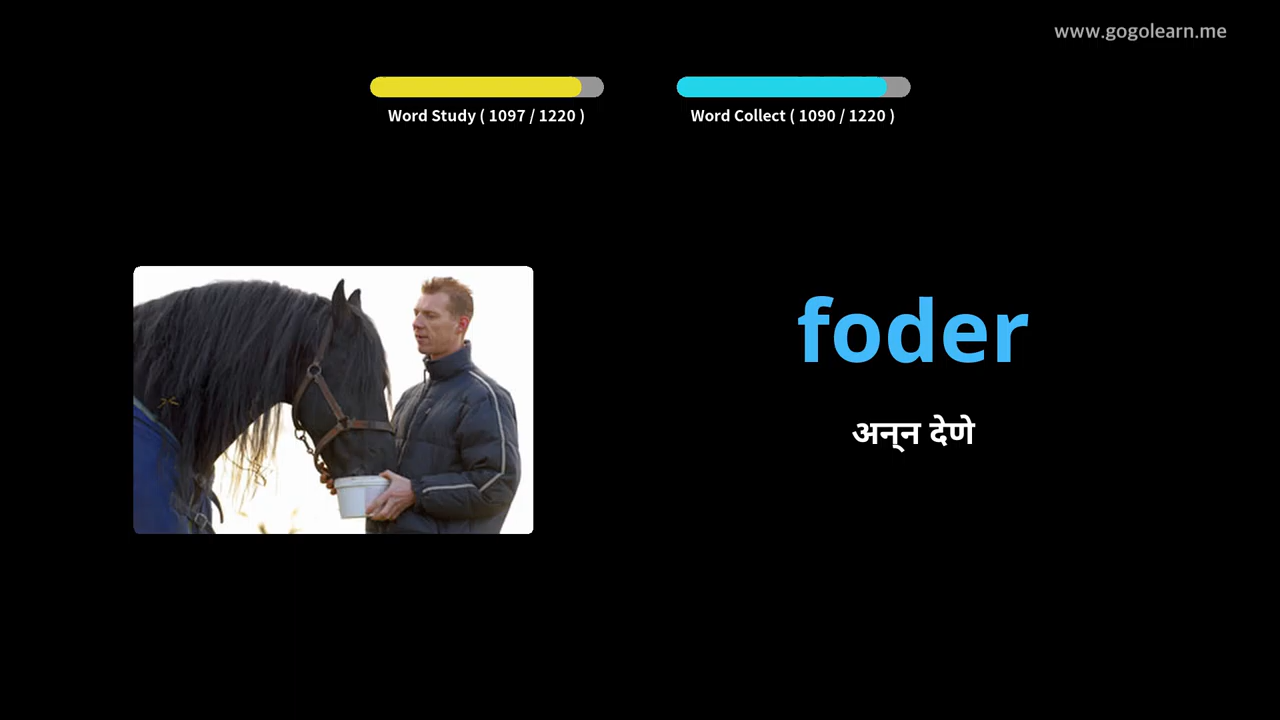 www.gogolearn.me
Word Study ( 1097 / 1220 )
Word Collect ( 1090 / 1220 )
foder
अन्‌न देणे